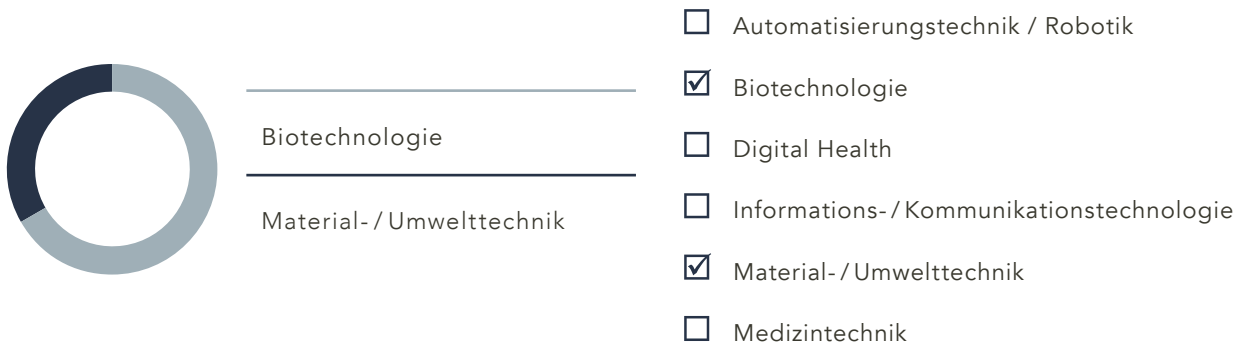 Biotechnologie
Material- / Umwelttechnik
Automatisierungstechnik / Robotik
Biotechnologie
Digital Health
Informations- / Kommunikationstechnologie
Material- / Umwelttechnik
Medizintechnik